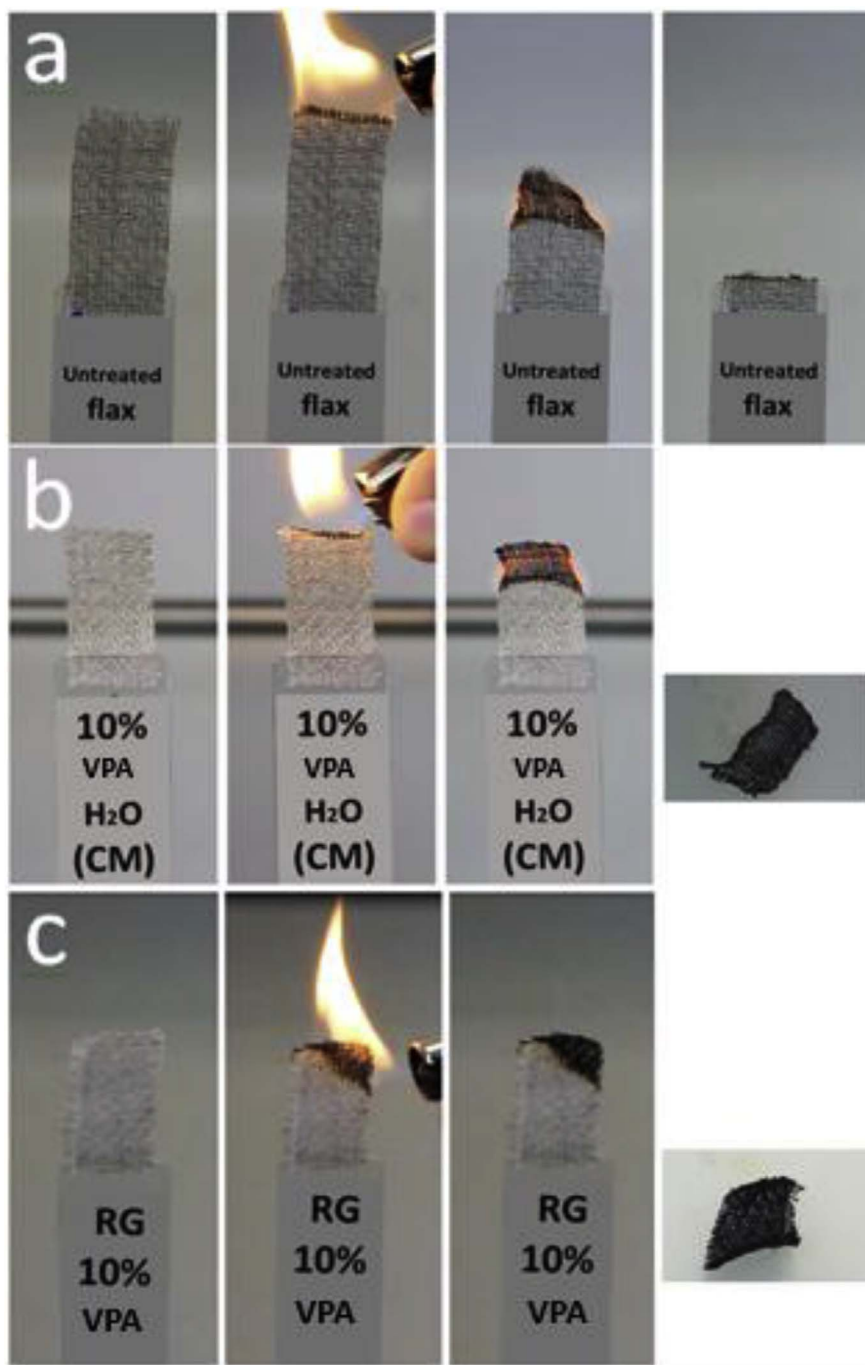 a
Untreated
flax
Untreated
flax
Untreated
flax
Untreated
flax
b
10%
VPA
H₂O
(CM)
10%
VPA
H₂O
(CM)
10%
VPA
H₂O
(CM)
c
RG
10%
VPA
RG
10%
VPA
RG
10%
VPA